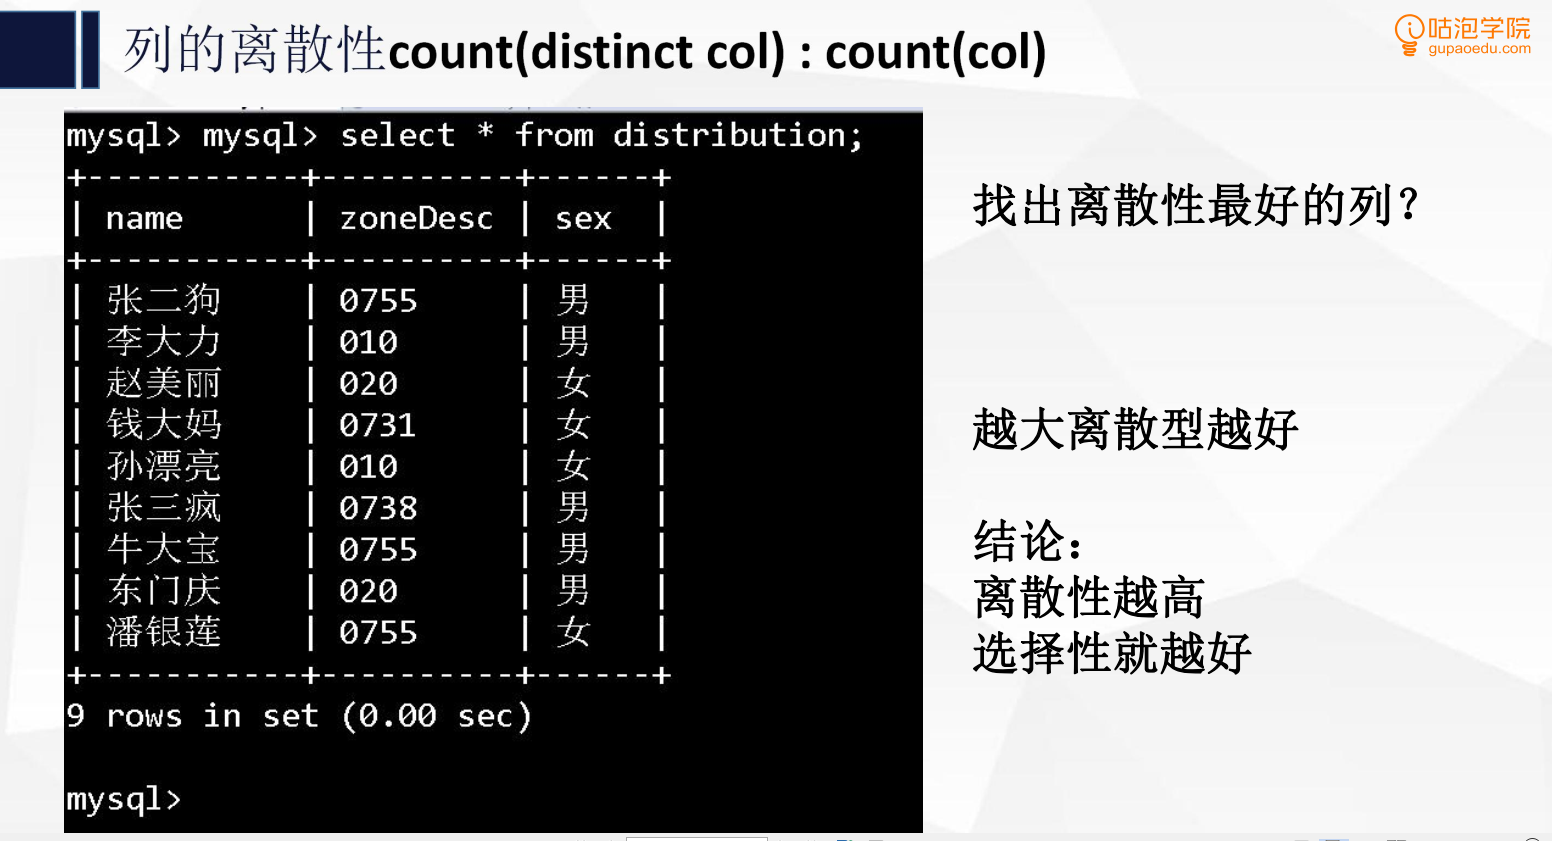 列的离散性count(distinct col) : count(col)
咕泡学院
gupaoedu.com
mysql> mysql> select * from distribution;
+-----------+----------+------+
| name | zoneDesc | sex |
+-----------+----------+------+
| 张二狗 | 0755 | 男 |
| 李大力 | 010 | 男 |
| 赵美丽 | 020 | 女 |
| 钱大妈 | 0731 | 女 |
| 孙漂亮 | 010 | 女 |
| 张三疯 | 0738 | 男 |
| 牛大宝 | 0755 | 男 |
| 东门庆 | 020 | 男 |
| 潘银莲 | 0755 | 女 |
+-----------+----------+------+
9 rows in set (0.00 sec)
mysql>
找出离散性最好的列？
越大离散型越好
结论：
离散性越高
选择性就越好